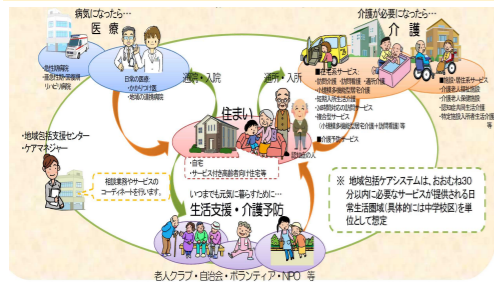 病気になったら…
医 療
・急性期病院
・亜急性期・回復期
リハビリ病院
日常の医療:
・かかりつけ医
・地域の連携病院
通院・入院
通所・入所
介護が必要になったら…
介 護
■在宅系サービス:
・訪問介護 ・訪問看護 ・通所介護
・小規模多機能型居宅介護
・短期入所生活介護
・24時間対応の訪問サービス
・複合型サービス
(小規模多機能型居宅介護+訪問看護) 等
■介護予防サービス
■施設・居住系サービス
・介護老人福祉施設
・介護老人保健施設
・認知症共同生活介護
・特定施設入所者生活介護
等
住まい
・自宅
・サービス付き高齢者向け住宅等
認知症の人
・地域包括支援センター
・ケアマネジャー
相談業務やサービスの
コーディネートを行います。
いつまでも元気に暮らすために…
生活支援・介護予防
老人クラブ・自治会・ボランティア・NPO 等
※ 地域包括ケアシステムは、おおむね30
分以内に必要なサービスが提供される日
常生活圏域(具体的には中学校区)を単
位として想定